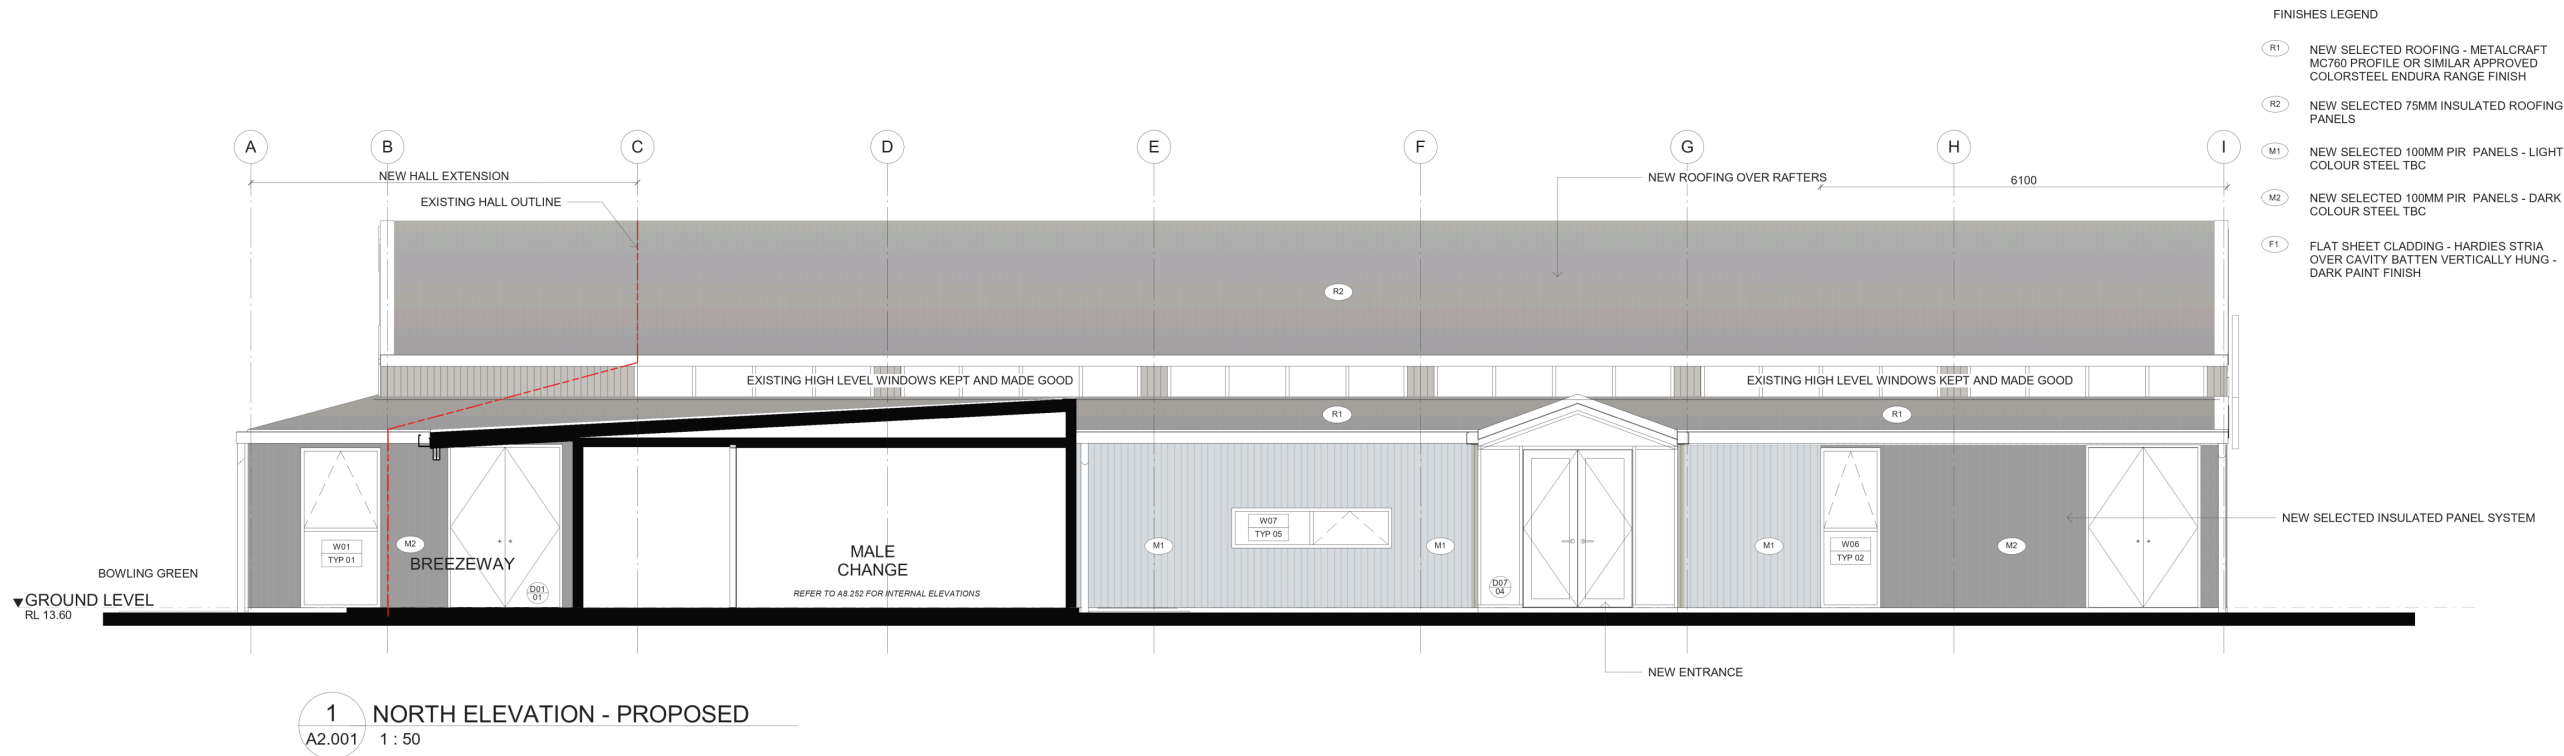 FINISHES LEGEND
R1
NEW SELECTED ROOFING - METALCRAFT
MC760 PROFILE OR SIMILAR APPROVED
COLORSTEEL ENDURA RANGE FINISH
R2
NEW SELECTED 75MM INSULATED ROOFING
PANELS
M1
NEW SELECTED 100MM PIR PANELS - LIGHT
COLOUR STEEL TBC
M2
NEW SELECTED 100MM PIR PANELS - DARK
COLOUR STEEL TBC
F1
FLAT SHEET CLADDING - HARDIES STRIA
OVER CAVITY BATTEN VERTICALLY HUNG -
DARK PAINT FINISH
A
B
C
D
E
F
G
H
I
NEW HALL EXTENSION
NEW ROOFING OVER RAFTERS
6100
EXISTING HALL OUTLINE
R2
EXISTING HIGH LEVEL WINDOWS KEPT AND MADE GOOD
EXISTING HIGH LEVEL WINDOWS KEPT AND MADE GOOD
R1
R1
W07
TYP 05
NEW SELECTED INSULATED PANEL SYSTEM
W01
TYP 01
M2
BREEZEWAY
MALE
CHANGE
REFER TO A8.252 FOR INTERNAL ELEVATIONS
M1
M1
M1
W06
TYP 02
M2
BOWLING GREEN
D01
01
D07
04
GROUND LEVEL
RL 13.60
NEW ENTRANCE
1
NORTH ELEVATION - PROPOSED
A2.001
1 : 50